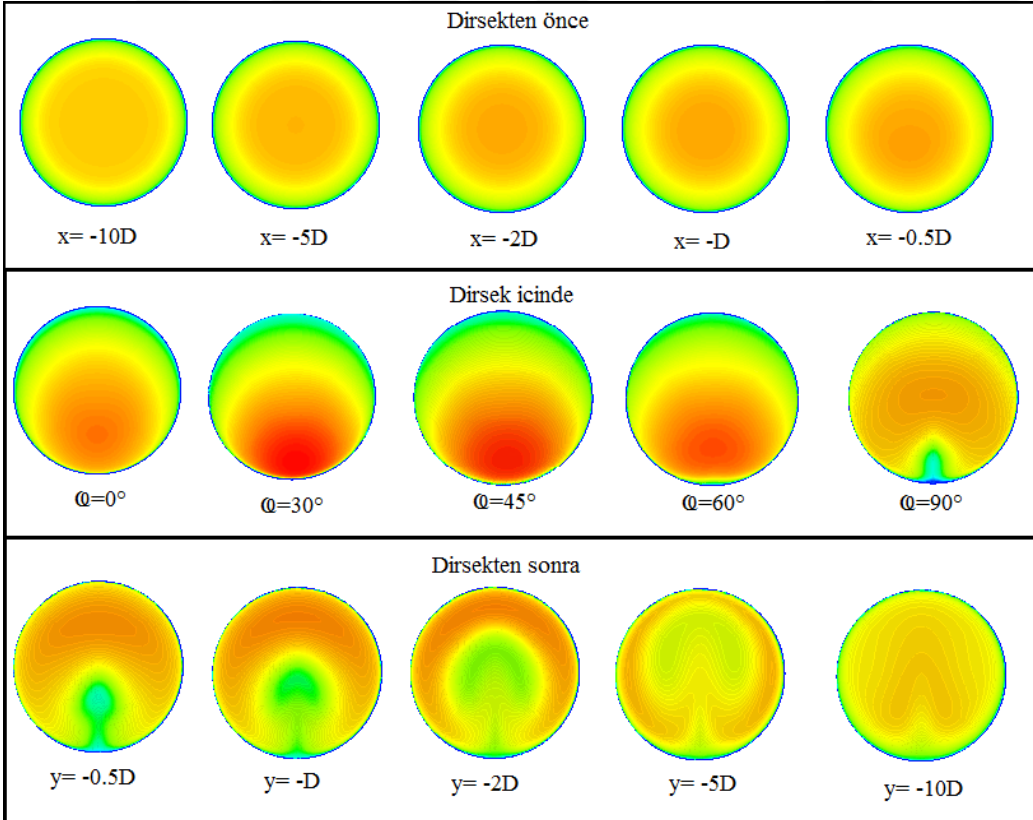 Dirsekten önce
x= -10D x= -5D x= -2D x= -D x= -0.5D
Dirsek icinde
φ=0° φ=30° φ=45° φ=60° φ=90°
Dirsekten sonra
y= -0.5D y= -D y= -2D y= -5D y= -10D